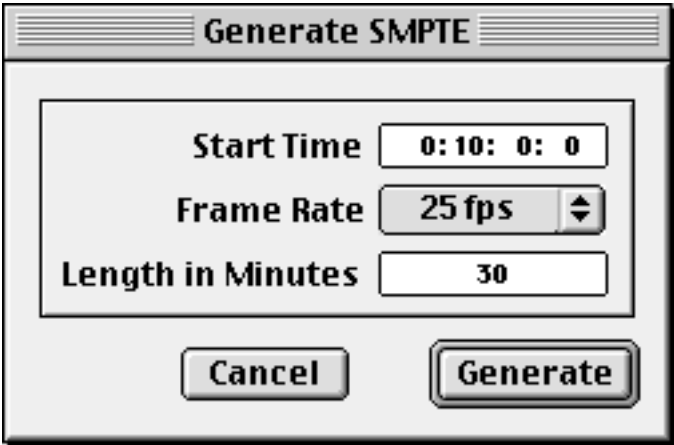 Generate SMPTE
Start Time 0:10: 0: 0
Frame Rate 25 fps
Length in Minutes 30
Cancel Generate